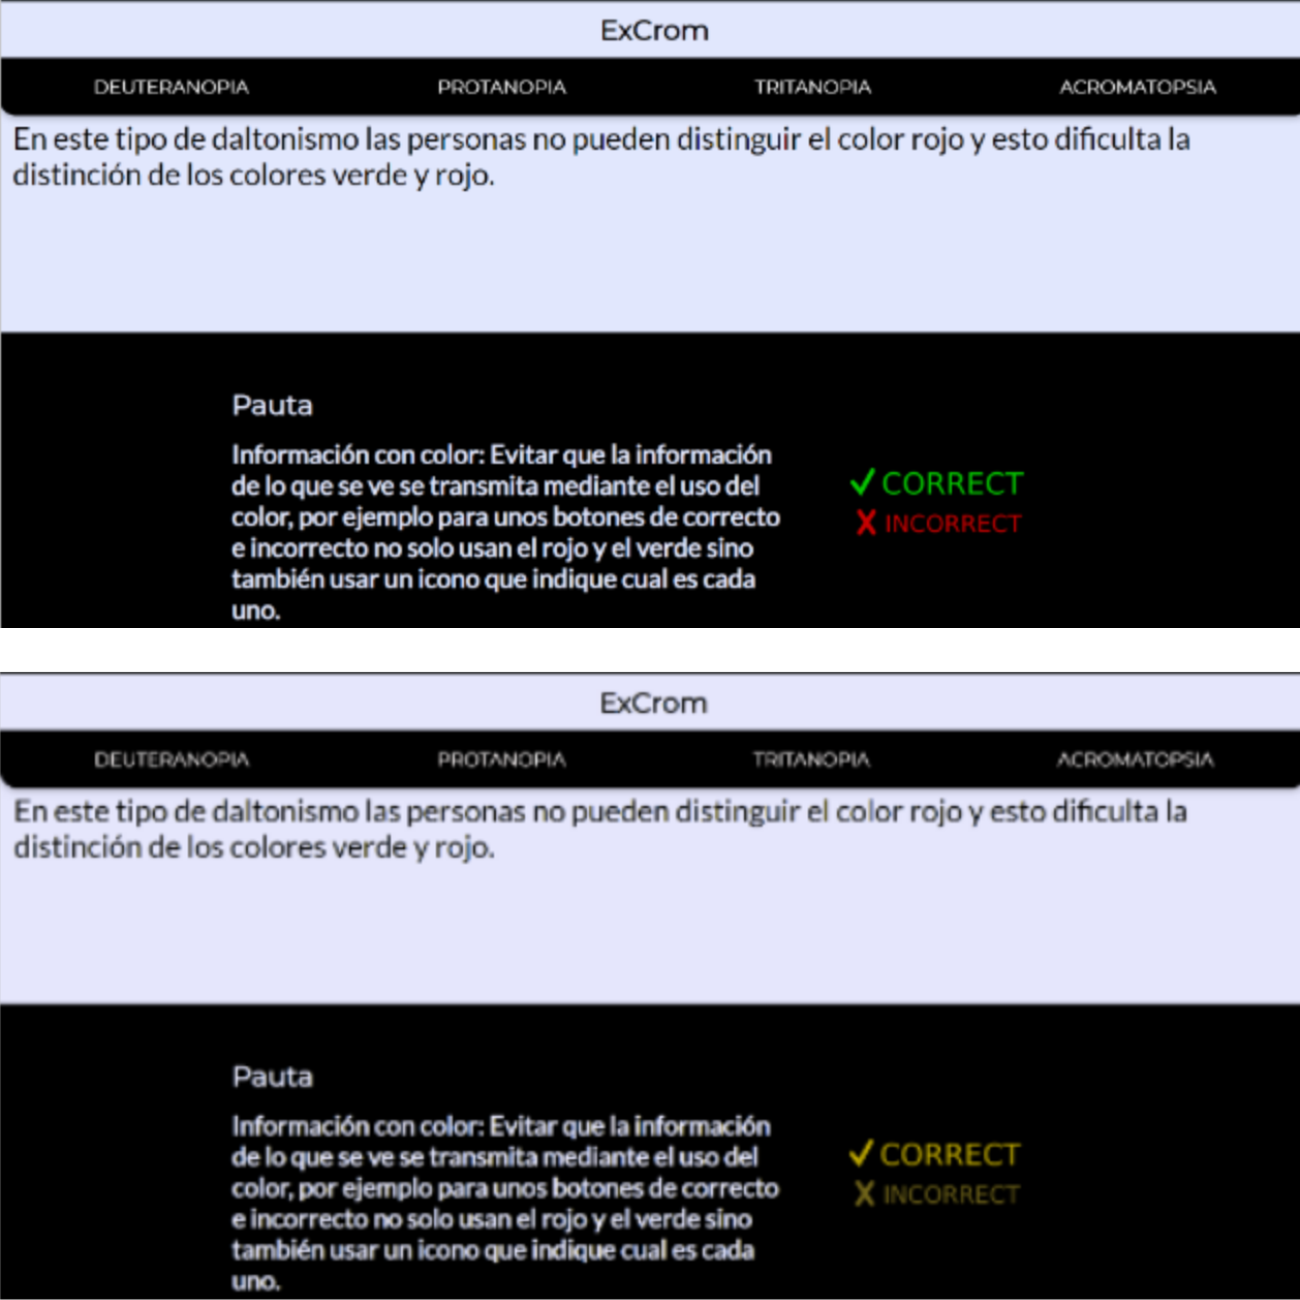 ExCrom
DEUTERANOPIA PROTANOPIA TRITANOPIA ACROMATOPSIA
En este tipo de daltonismo las personas no pueden distinguir el color rojo y esto dificulta la
distinción de los colores verde y rojo.
Pauta
Información con color: Evitar que la información
de lo que se ve se transmita mediante el uso del
color, por ejemplo para unos botones de correcto
e incorrecto no solo usan el rojo y el verde sino
también usar un icono que indique cual es cada
uno.
✓ CORRECT
X INCORRECT
ExCrom
DEUTERANOPIA PROTANOPIA TRITANOPIA ACROMATOPSIA
En este tipo de daltonismo las personas no pueden distinguir el color rojo y esto dificulta la
distinción de los colores verde y rojo.
Pauta
Información con color: Evitar que la información
de lo que se ve se transmita mediante el uso del
color, por ejemplo para unos botones de correcto
e incorrecto no solo usan el rojo y el verde sino
también usar un icono que indique cual es cada
uno.
✓ CORRECT
X INCORRECT